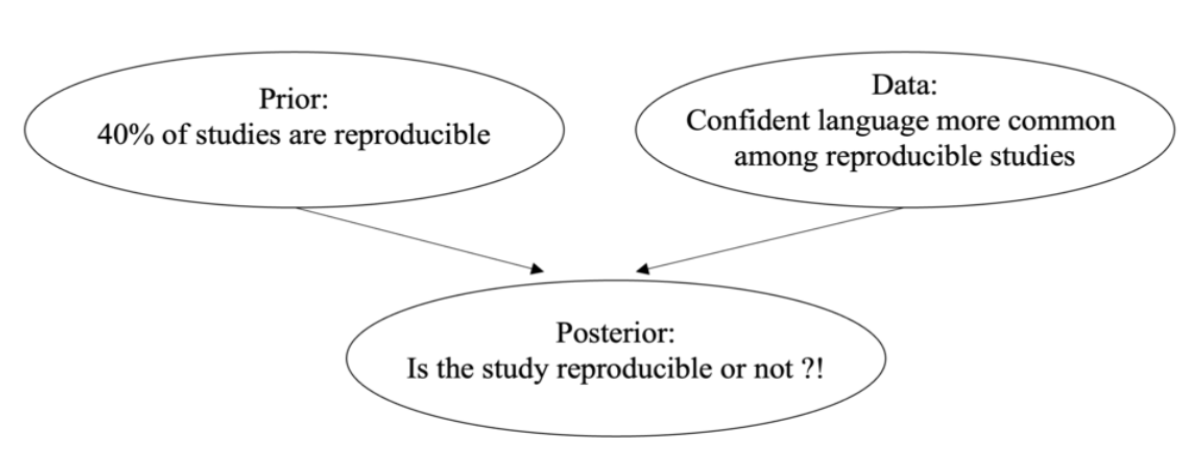 Prior:
40% of studies are reproducible
Data:
Confident language more common
among reproducible studies
Posterior:
Is the study reproducible or not ?!